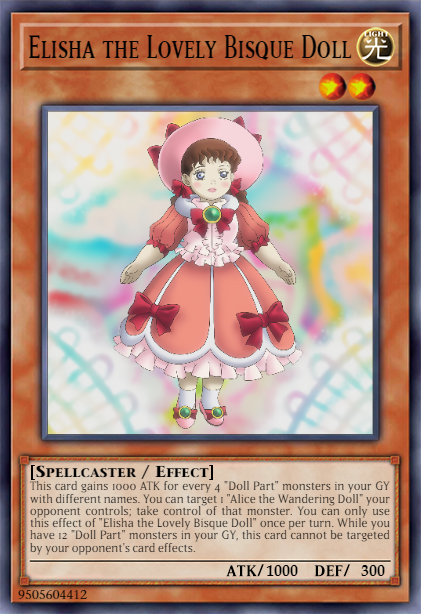 Elisha the Lovely Bisque Doll
LIGHT
光
[Spellcaster / Effect]
This card gains 1000 ATK for every 4 "Doll Part" monsters in your GY
with different names. You can target 1 "Alice the Wandering Doll" your
opponent controls; take control of that monster. You can only use
this effect of "Elisha the Lovely Bisque Doll" once per turn. While you
have 12 "Doll Part" monsters in your GY, this card cannot be targeted
by your opponent's card effects.
ATK/1000 DEF/ 300
9505604412